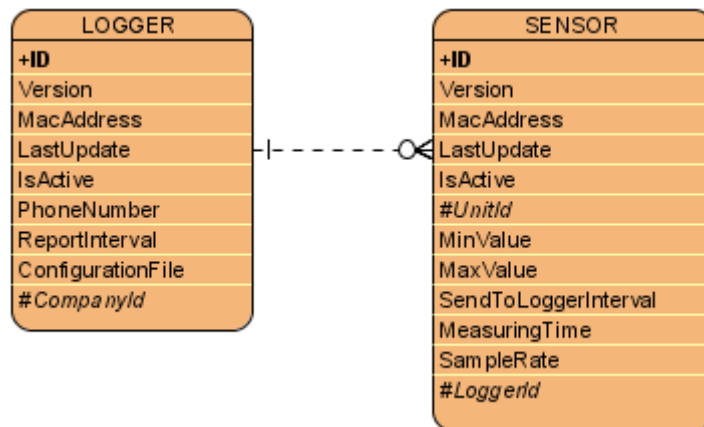 LOGGER
+ID
Version
MacAddress
LastUpdate
IsActive
PhoneNumber
ReportInterval
ConfigurationFile
#CompanyId
SENSOR
+ID
Version
MacAddress
LastUpdate
IsActive
#UnitId
MinValue
MaxValue
SendToLoggerInterval
MeasuringTime
SampleRate
#LoggerId